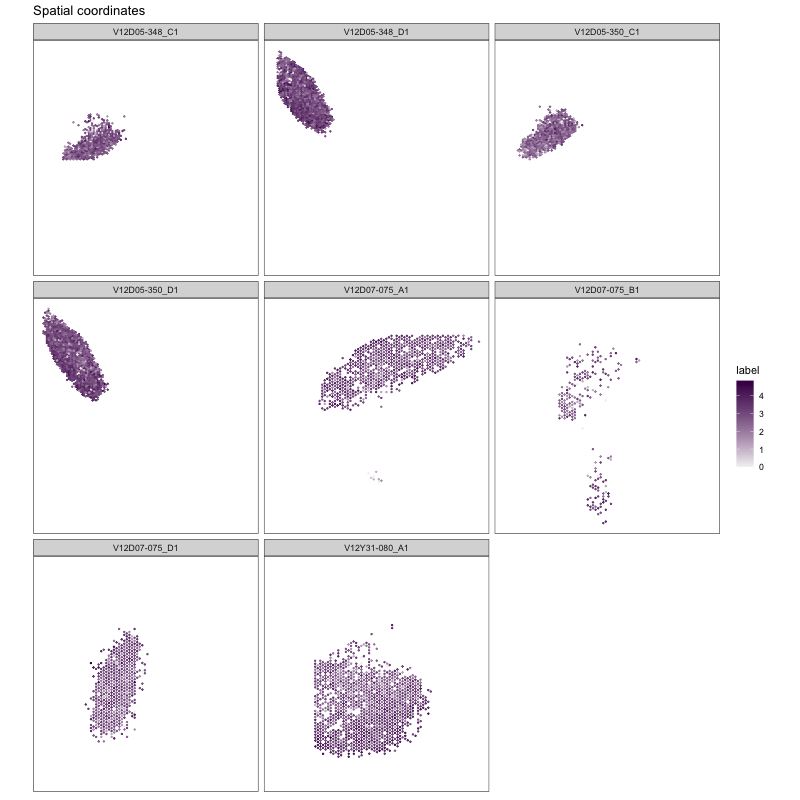 Spatial coordinates
V12D05-348_C1
V12D05-348_D1
V12D05-350_C1
V12D05-350_D1
V12D07-075_A1
V12D07-075_B1
label
4
3
2
1
0
V12D07-075_D1
V12Y31-080_A1